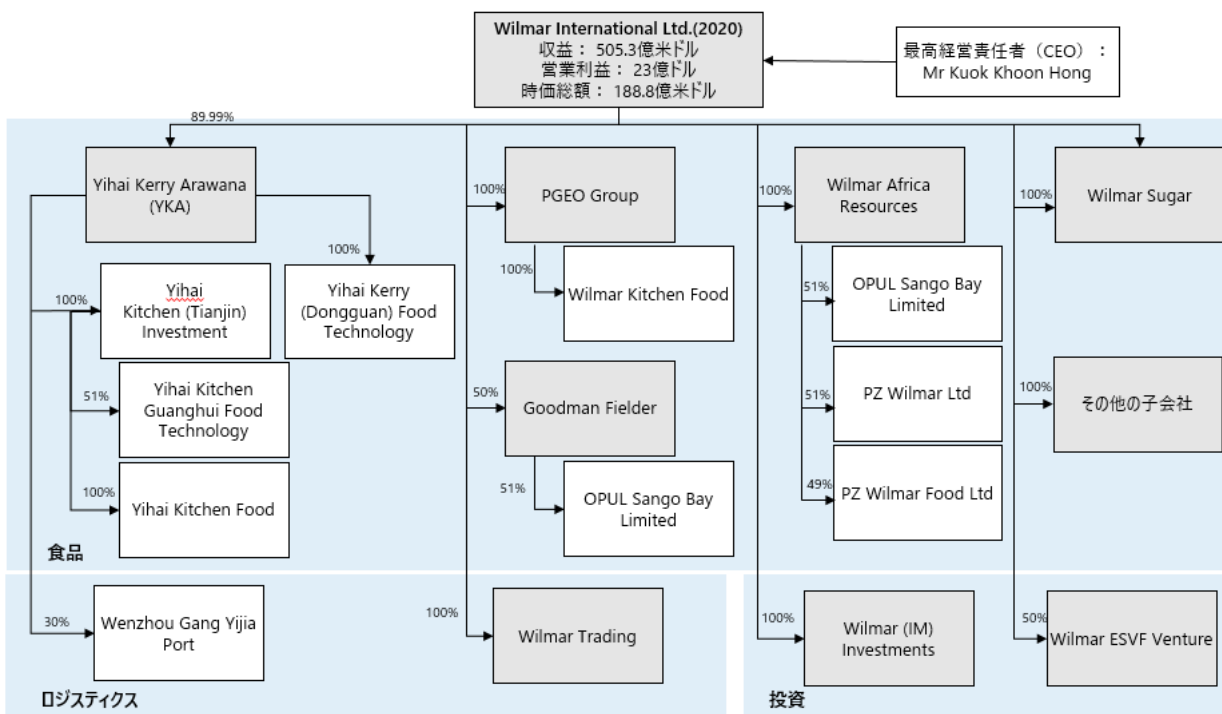 Wilmar International Ltd.(2020)
収益： 505.3億米ドル
営業利益： 23億ドル
時価総額： 188.8億米ドル
最高経営責任者（CEO）：
Mr Kuok Khoon Hong
89.99%
Yihai Kerry Arawana
(YKA)
100%
PGEO Group
100%
Wilmar Africa
Resources
100%
Wilmar Sugar
100%
Yihai
Kitchen (Tianjin)
Investment
100%
Yihai Kerry
(Dongguan) Food
Technology
100%
Wilmar Kitchen Food
51%
OPUL Sango Bay
Limited
51%
Yihai Kitchen
Guanghui Food
Technology
50%
Goodman Fielder
51%
PZ Wilmar Ltd
100%
その他の子会社
100%
Yihai Kitchen Food
51%
OPUL Sango Bay
Limited
49%
PZ Wilmar Food Ltd
食品
30%
Wenzhou Gang Yijia
Port
100%
Wilmar Trading
100%
Wilmar (IM)
Investments
50%
Wilmar ESVF Venture
ロジスティクス
投資